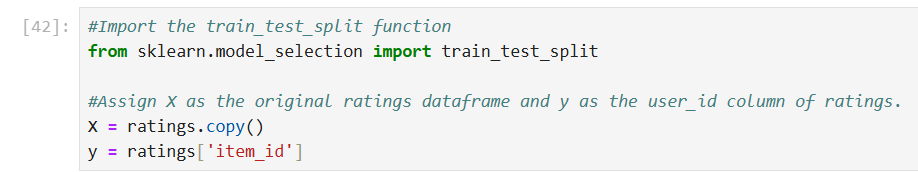 [42]: #Import the train_test_split function
from sklearn.model_selection import train_test_split
#Assign X as the original ratings dataframe and y as the user_id column of ratings.
X = ratings.copy()
y = ratings['item_id']